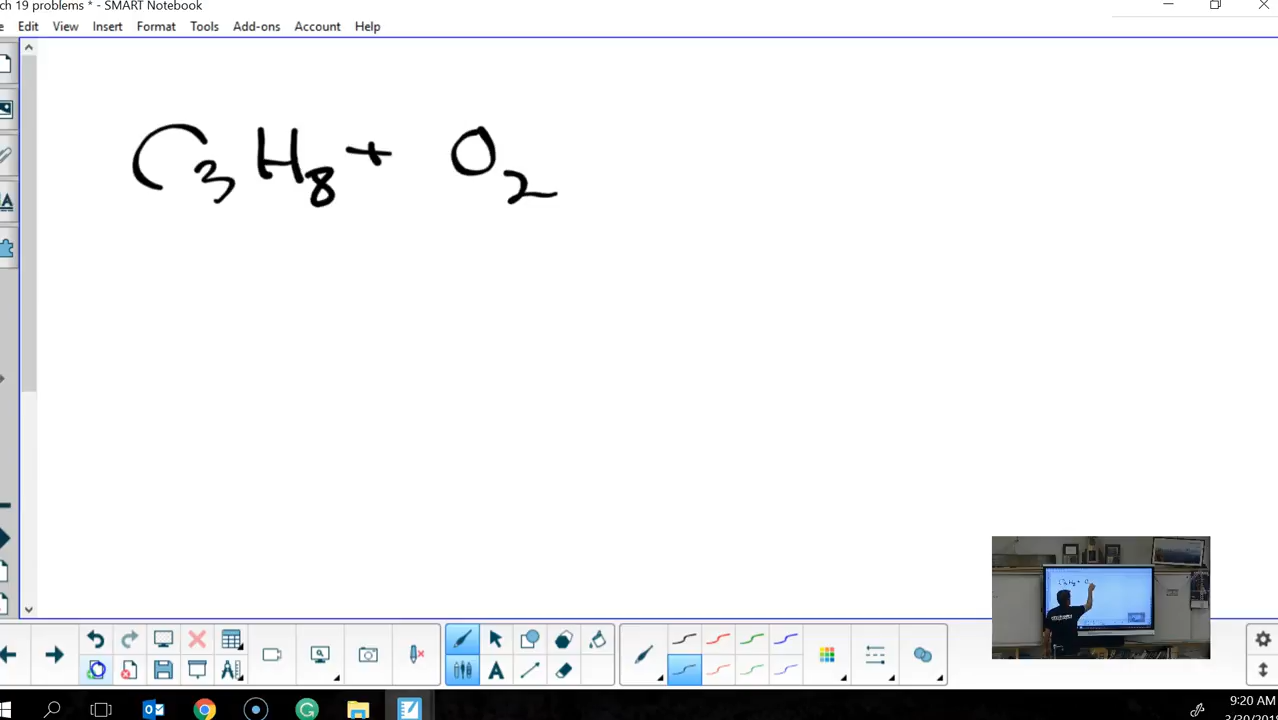 ch 19 problems * - SMART Notebook
Edit View Insert Format Tools Add-ons Account Help
C3H8 + O2
9:20 AM